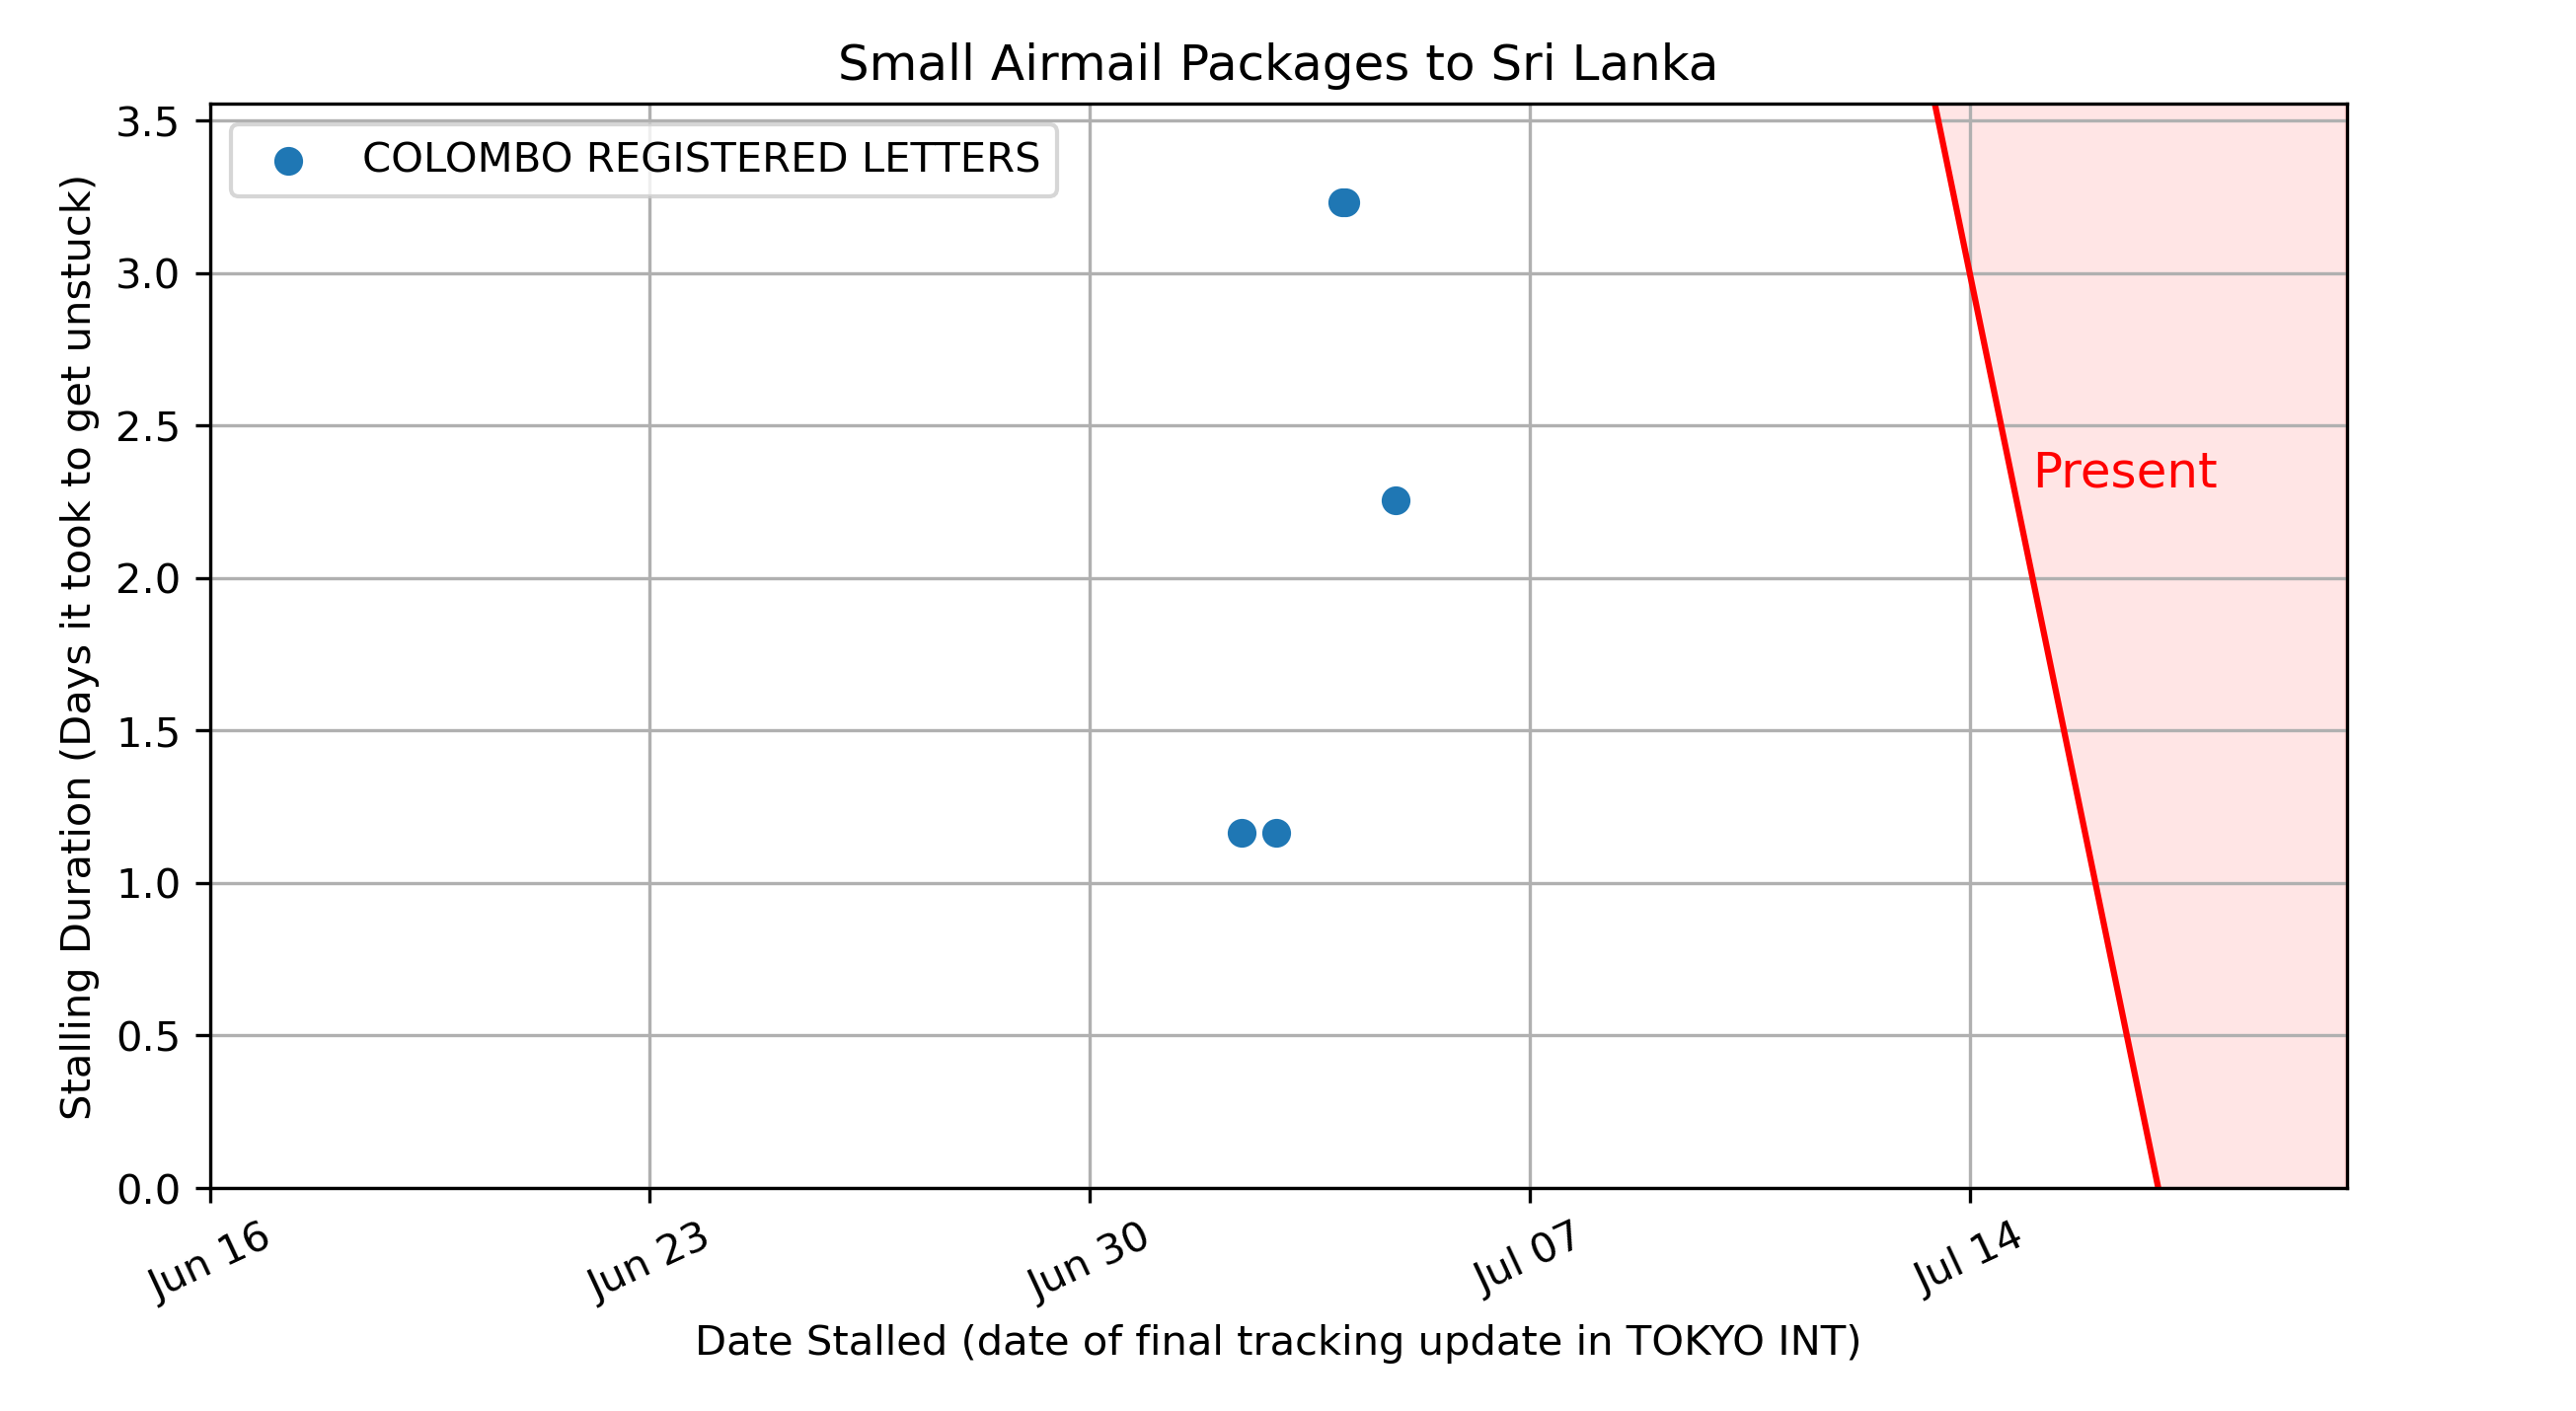 Small Airmail Packages to Sri Lanka
COLOMBO REGISTERED LETTERS
Present
Stalling Duration (Days it took to get unstuck)
3.5
3.0
2.5
2.0
1.5
1.0
0.5
0.0
Jun 16
Jun 23
Jun 30
Jul 07
Jul 14
Date Stalled (date of final tracking update in TOKYO INT)